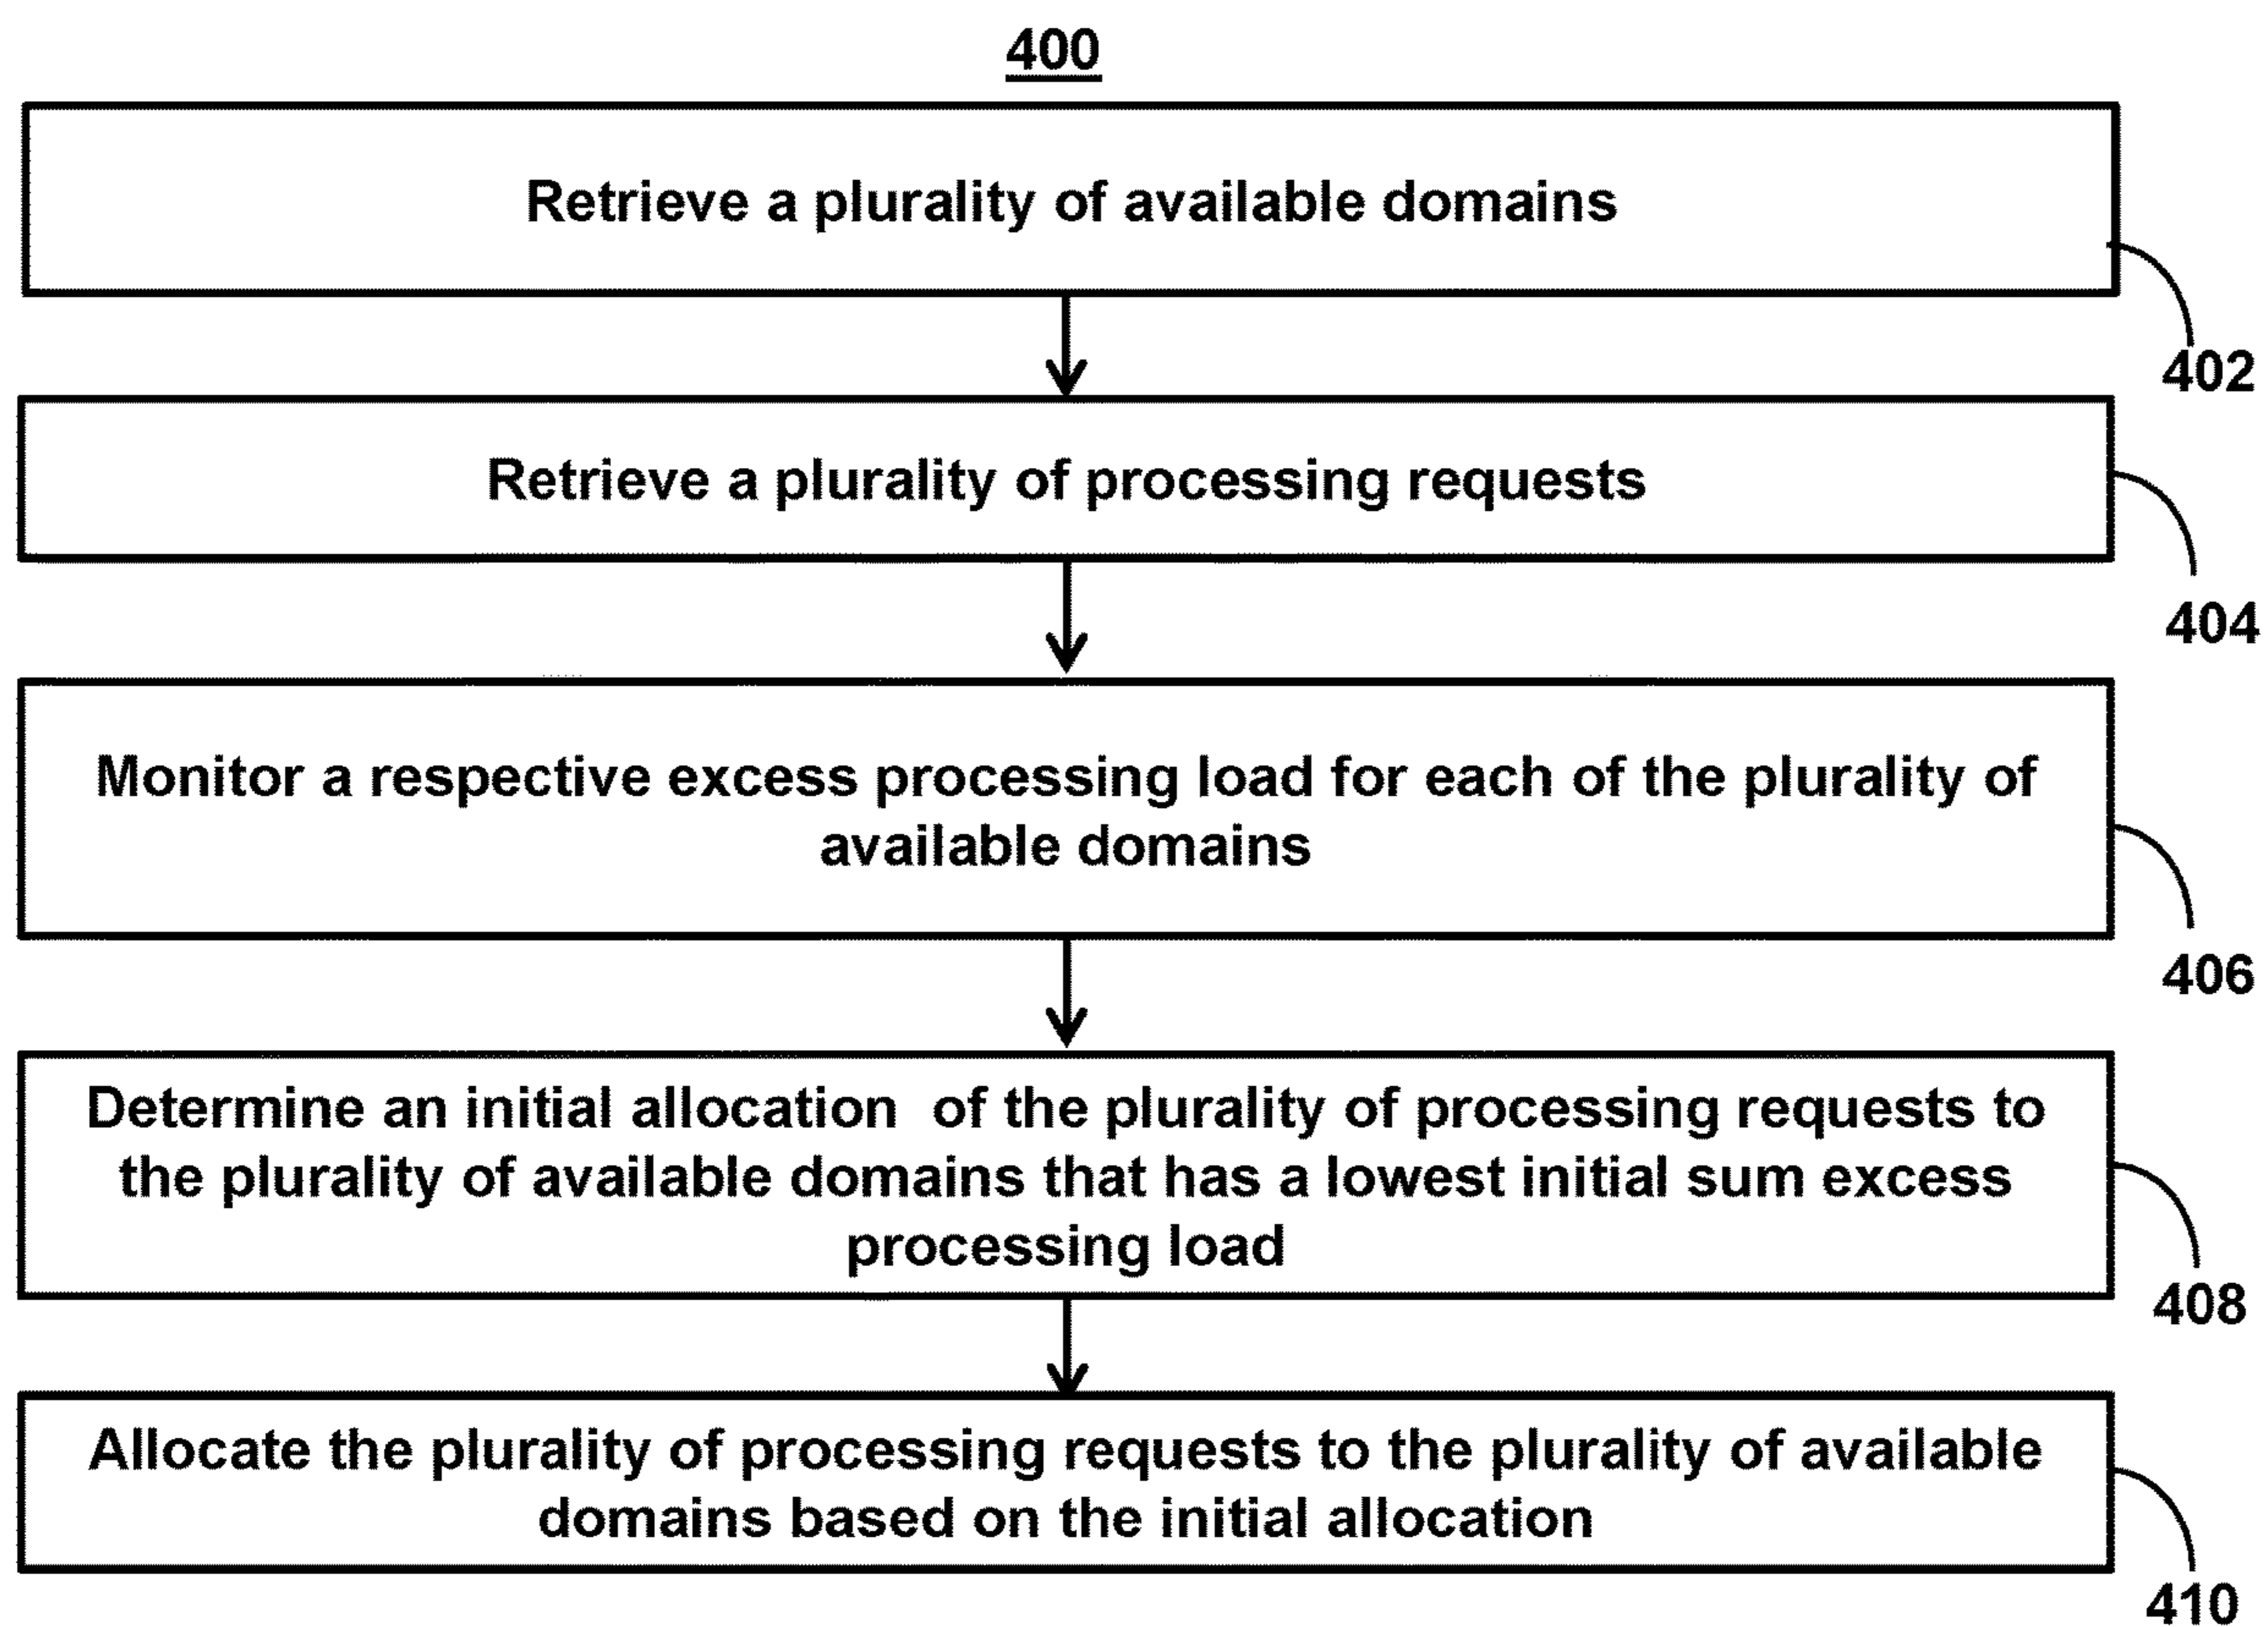 400
Retrieve a plurality of available domains
402
Retrieve a plurality of processing requests
404
Monitor a respective excess processing load for each of the plurality of
available domains
406
Determine an initial allocation of the plurality of processing requests to
the plurality of available domains that has a lowest initial sum excess
processing load
408
Allocate the plurality of processing requests to the plurality of available
domains based on the initial allocation
410